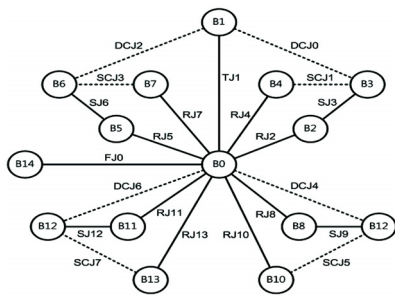 B1
DCJ2 DCJ0
B6 SCJ3 B7 TJ1 B4 SCJ1 B3
SJ6 RJ7 RJ4 SJ3
B5 RJ5 RJ2 B2
B14 FJ0 B0
DCJ6 DCJ4
RJ11 RJ8
B12 SJ12 B11 RJ13 RJ10 B8 SJ9 B12
SCJ7 SCJ5
B13 B10